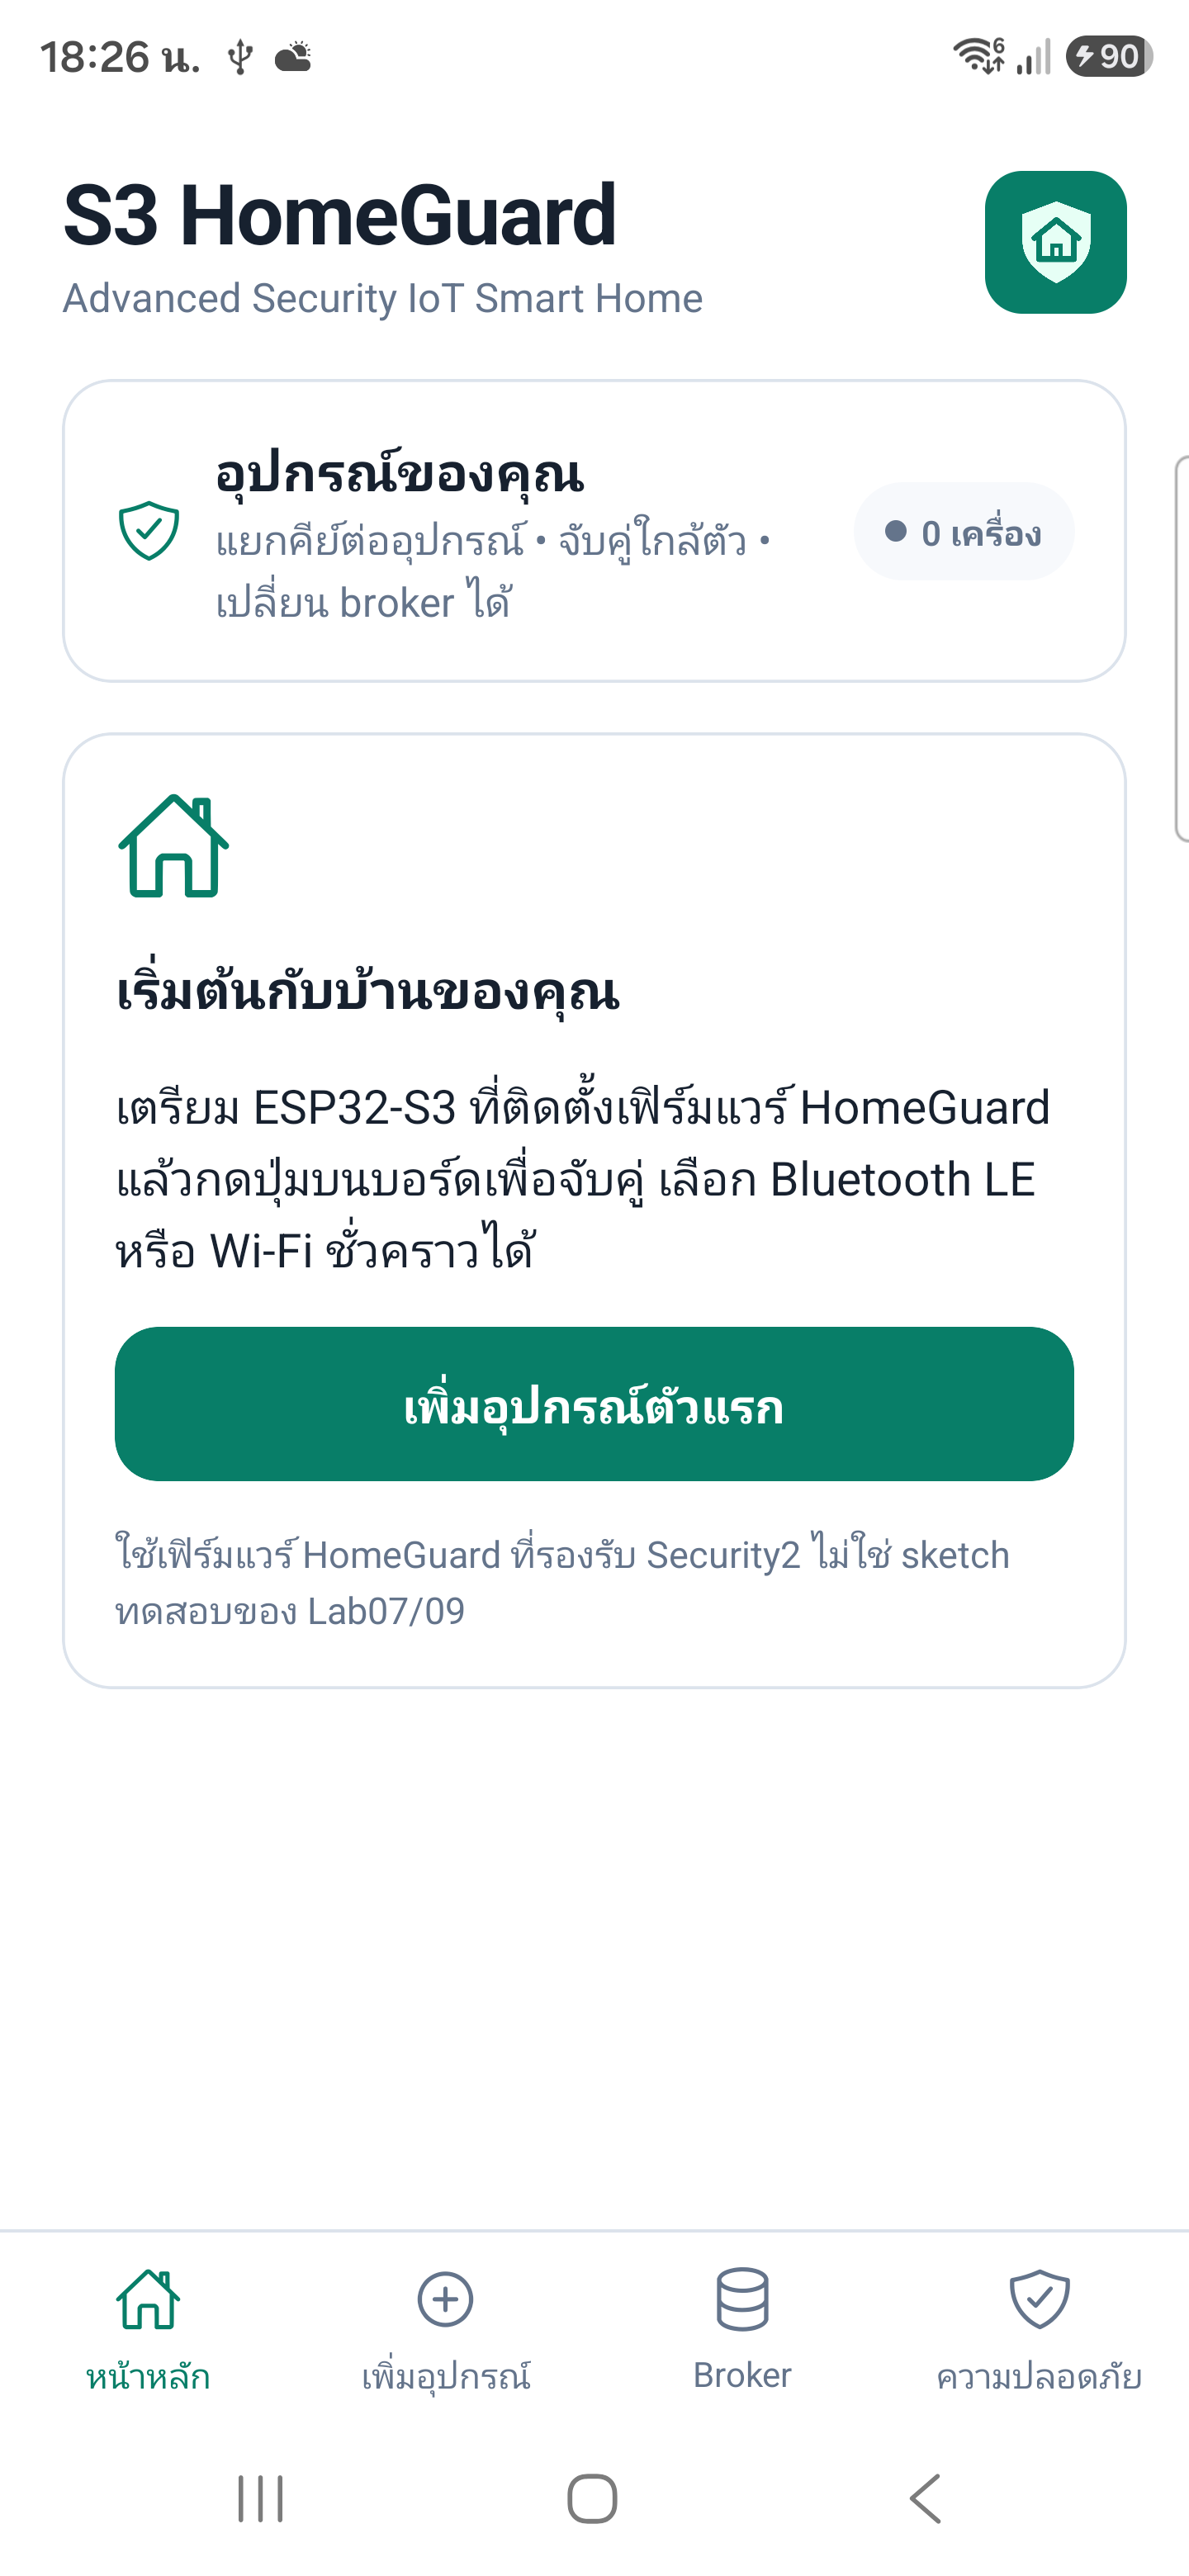 18:26 น.
6
90
S3 HomeGuard
Advanced Security IoT Smart Home
อุปกรณ์ของคุณ
แยกคีย์ต่ออุปกรณ์ • จับคู่ใกล้ตัว •
เปลี่ยน broker ได้
0 เครื่อง
เริ่มต้นกับบ้านของคุณ
เตรียม ESP32-S3 ที่ติดตั้งเฟิร์มแวร์ HomeGuard
แล้วกดปุ่มบนบอร์ดเพื่อจับคู่ เลือก Bluetooth LE
หรือ Wi-Fi ชั่วคราวได้
เพิ่มอุปกรณ์ตัวแรก
ใช้เฟิร์มแวร์ HomeGuard ที่รองรับ Security2 ไม่ใช่ sketch
ทดสอบของ Lab07/09
หน้าหลัก
เพิ่มอุปกรณ์
Broker
ความปลอดภัย